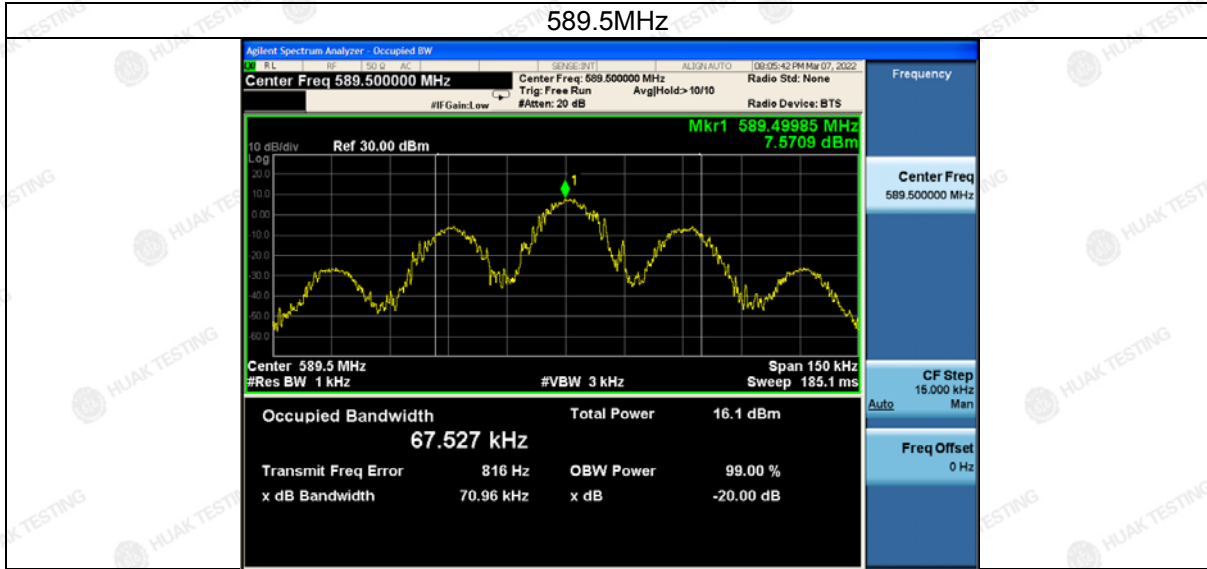 589.5MHz
Agilent Spectrum Analyzer - Occupied BW
RL RF 50 Ω AC SENSE:INT ALIGNAUTO 08:05:42 PM Mar 07, 2022
Center Freq 589.500000 MHz
Center Freq: 589.500000 MHz
Radio Std: None
Trig: Free Run Avg|Hold:> 10/10
#IFGain:Low
#Atten: 20 dB
Radio Device: BTS
Frequency
Mkr1 589.49985 MHz
7.5709 dBm
10 dB/div Ref 30.00 dBm
Log
20.0
10.0
0.00
-10.0
-20.0
-30.0
-40.0
-50.0
-60.0
1
Center 589.5 MHz Span 150 kHz
#Res BW 1 kHz #VBW 3 kHz Sweep 185.1 ms
Center Freq
589.500000 MHz
CF Step
15.000 kHz
Auto Man
Freq Offset
0 Hz
Occupied Bandwidth Total Power 16.1 dBm
67.527 kHz
Transmit Freq Error 816 Hz OBW Power 99.00 %
x dB Bandwidth 70.96 kHz x dB -20.00 dB
HUAK TESTING